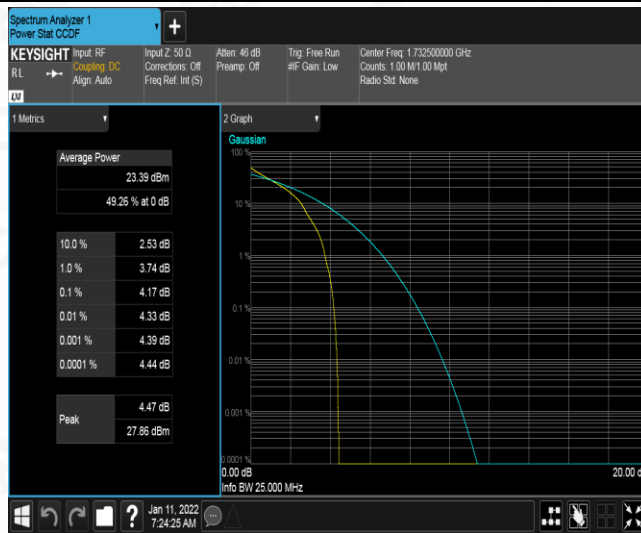 Spectrum Analyzer 1
Power Stat CCDF
+
KEYSIGHT
RL
Input: RF
Coupling: DC
Align: Auto
Input Z: 50 Ω
Corrections: Off
Freq Ref: Int (S)
Atten: 46 dB
Preamp: Off
Trig: Free Run
#IF Gain: Low
Center Freq: 1.732500000 GHz
Counts: 1.00 M/1.00 Mpt
Radio Std: None
LXI
1 Metrics
Average Power
23.39 dBm
49.26 % at 0 dB
10.0 % 2.53 dB
1.0 % 3.74 dB
0.1 % 4.17 dB
0.01 % 4.33 dB
0.001 % 4.39 dB
0.0001 % 4.44 dB
Peak
4.47 dB
27.86 dBm
2 Graph
Gaussian
100 %
10 %
1 %
0.1 %
0.01 %
0.001 %
0.0001 %
0.00 dB
20.00 d
Info BW 25.000 MHz
?
Jan 11, 2022
7:24:25 AM